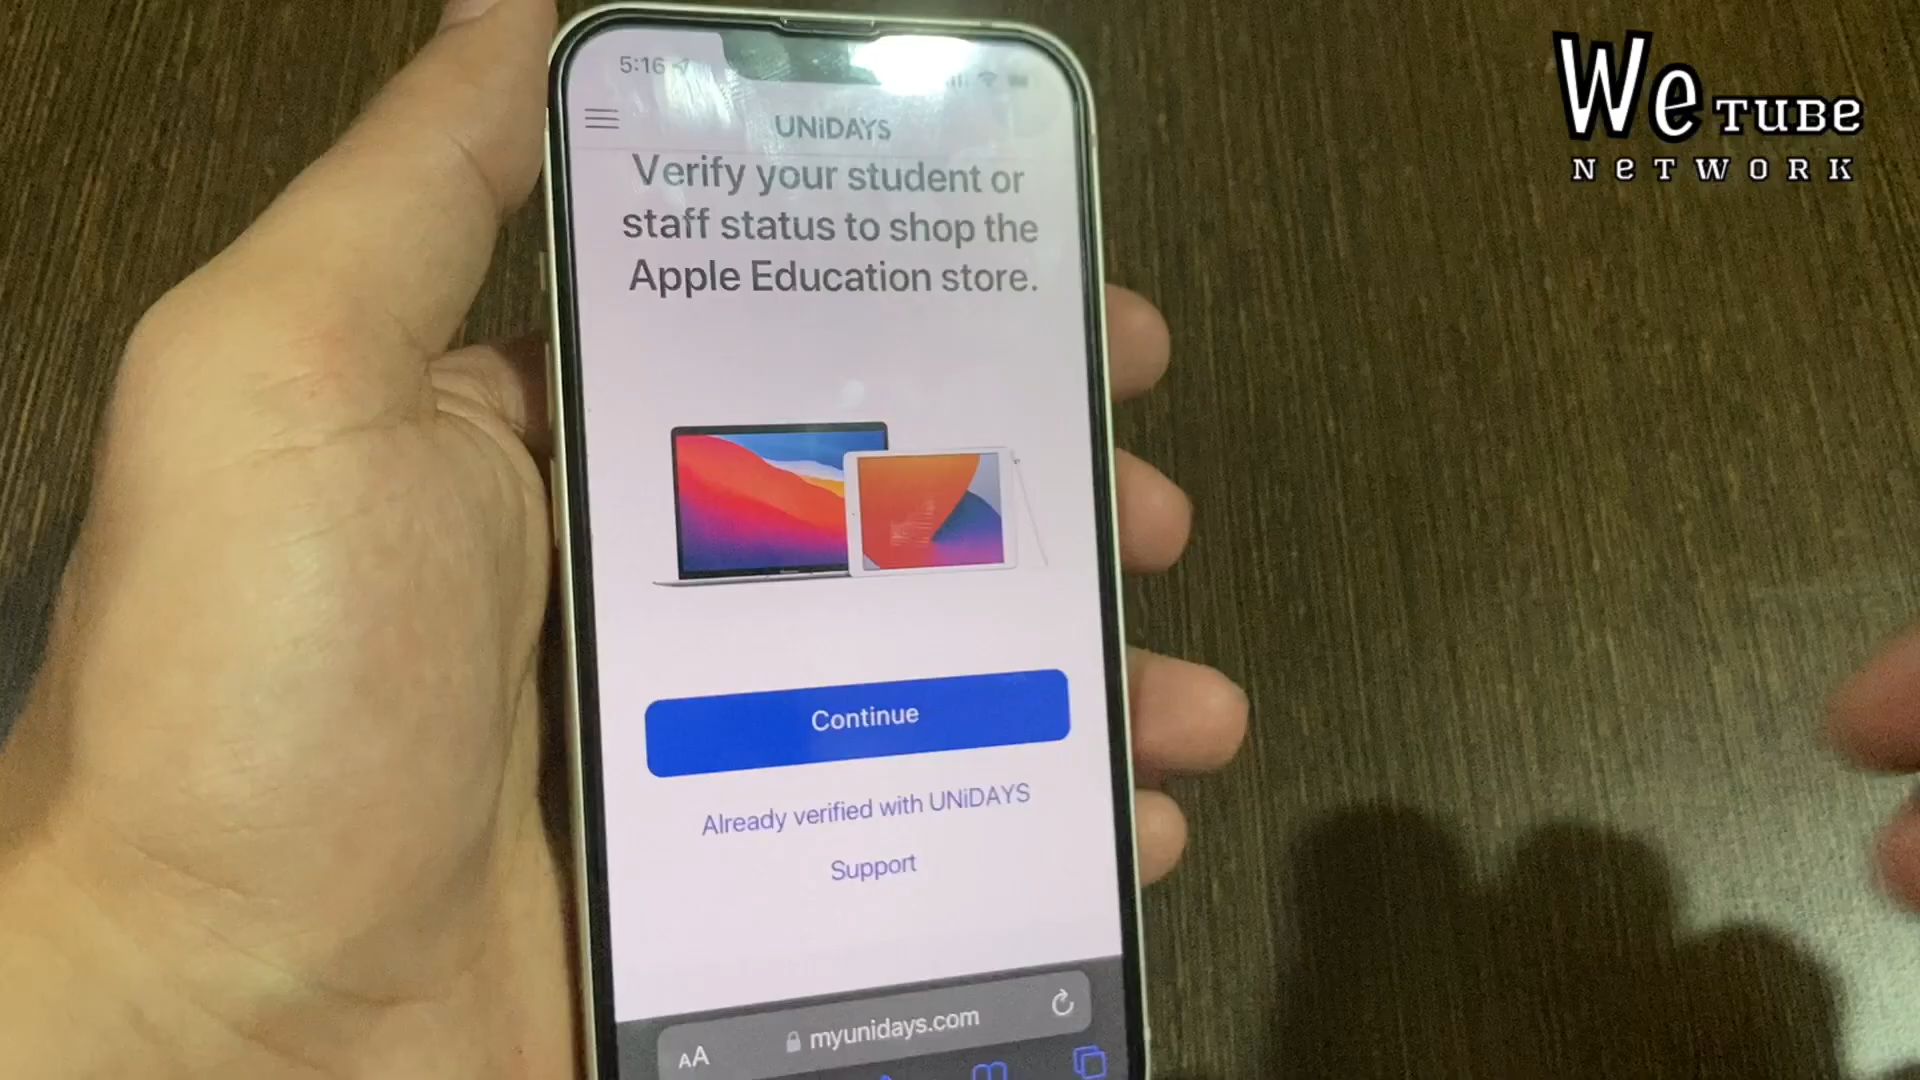 We TUBE
NETWORK
5:16
UNiDAYS
Verify your student or
staff status to shop the
Apple Education store.
Continue
Already verified with UNiDAYS
Support
AA
myunidays.com